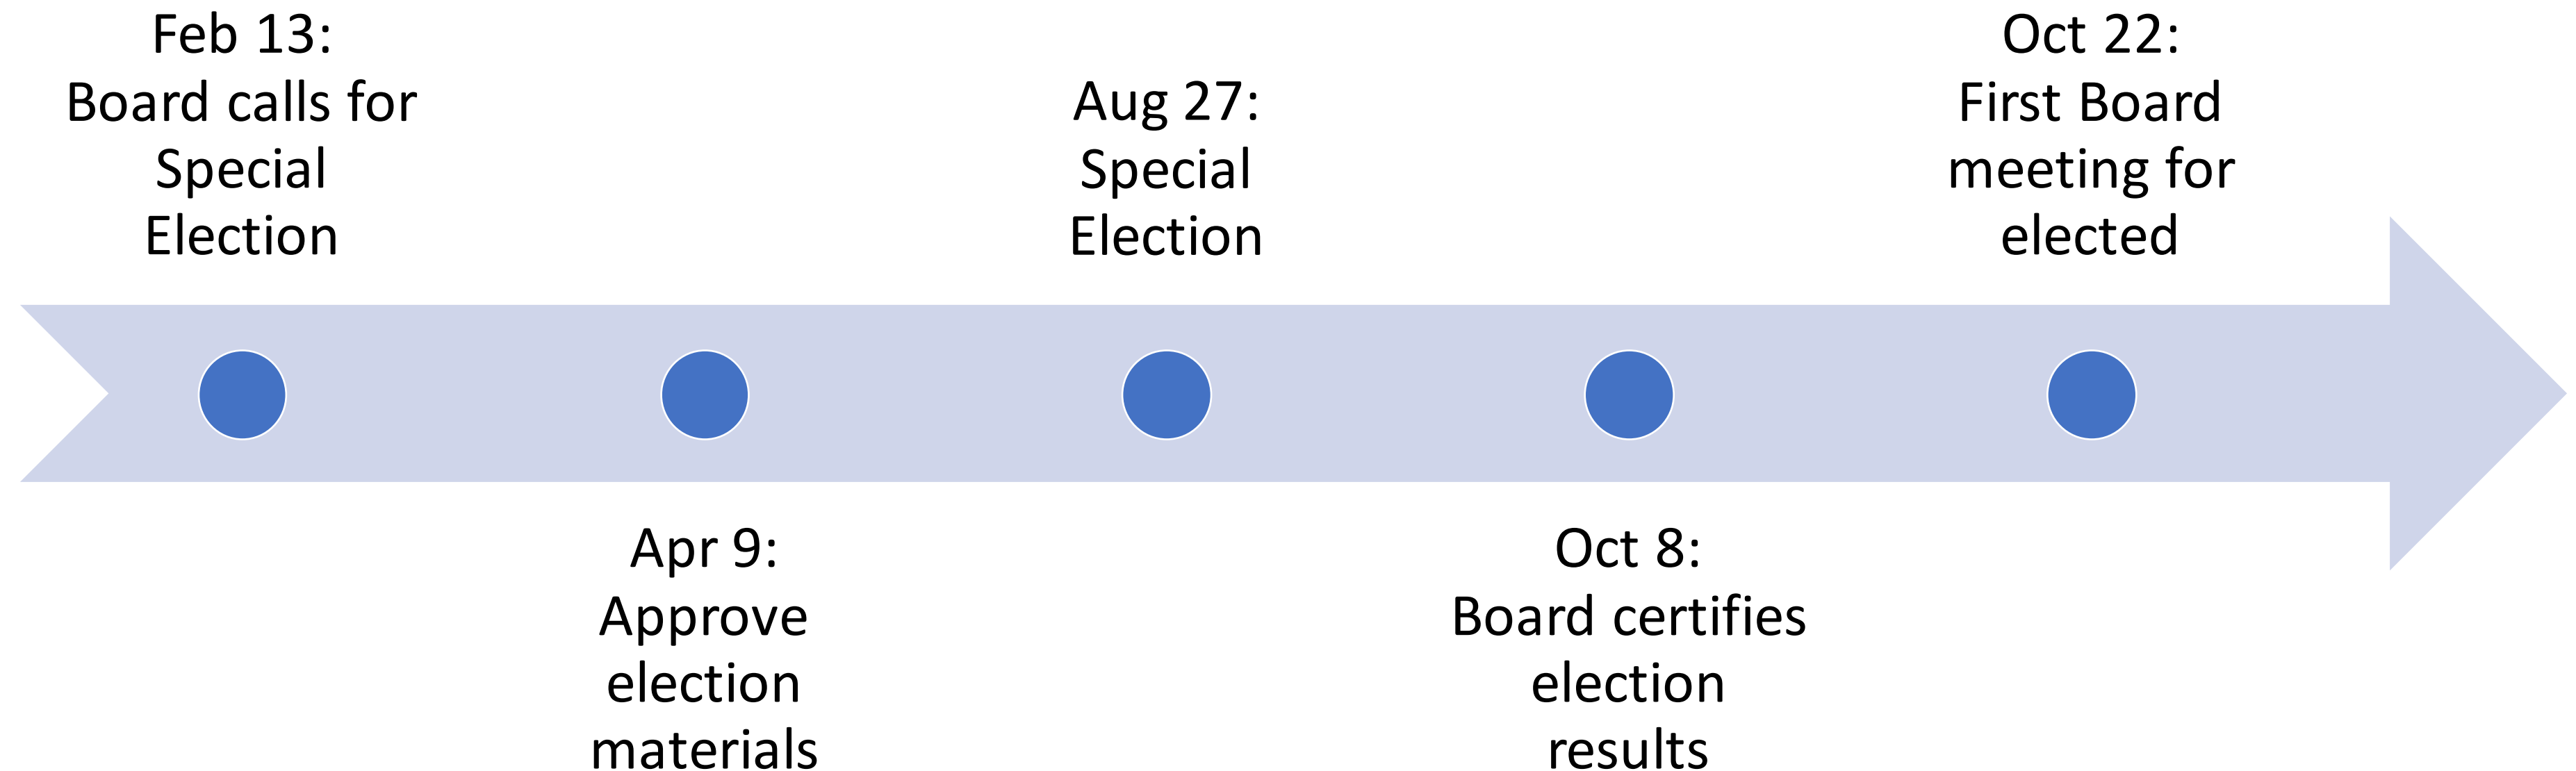 Feb 13:
Board calls for
Special
Election
Apr 9:
Approve
election
materials
Aug 27:
Special
Election
Oct 8:
Board certifies
election
results
Oct 22:
First Board
meeting for
elected